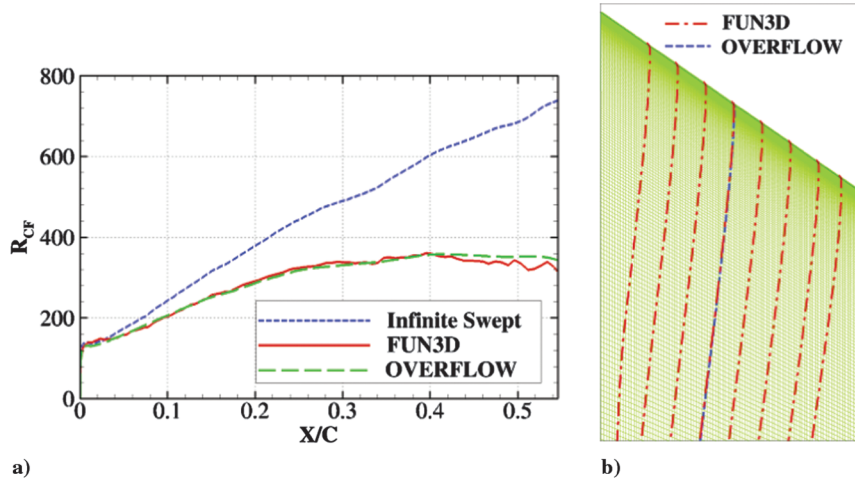 800
600
400
200
0
R_CF
Infinite Swept
FUN3D
OVERFLOW
0 0.1 0.2 0.3 0.4 0.5
X/C
a)
FUN3D
OVERFLOW
b)